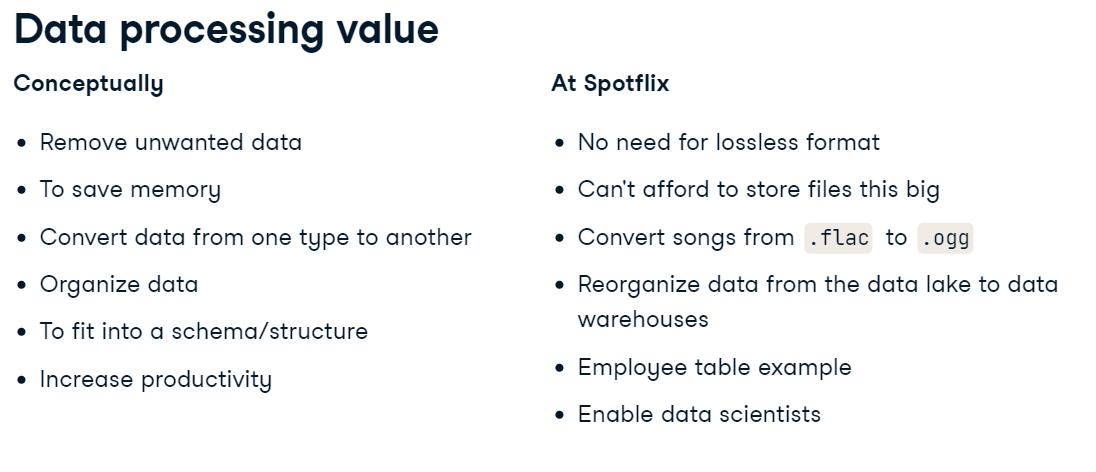 Data processing value
Conceptually
• Remove unwanted data
• To save memory
• Convert data from one type to another
• Organize data
• To fit into a schema/structure
• Increase productivity
At Spotflix
• No need for lossless format
• Can't afford to store files this big
• Convert songs from .flac to .ogg
• Reorganize data from the data lake to data
warehouses
• Employee table example
• Enable data scientists